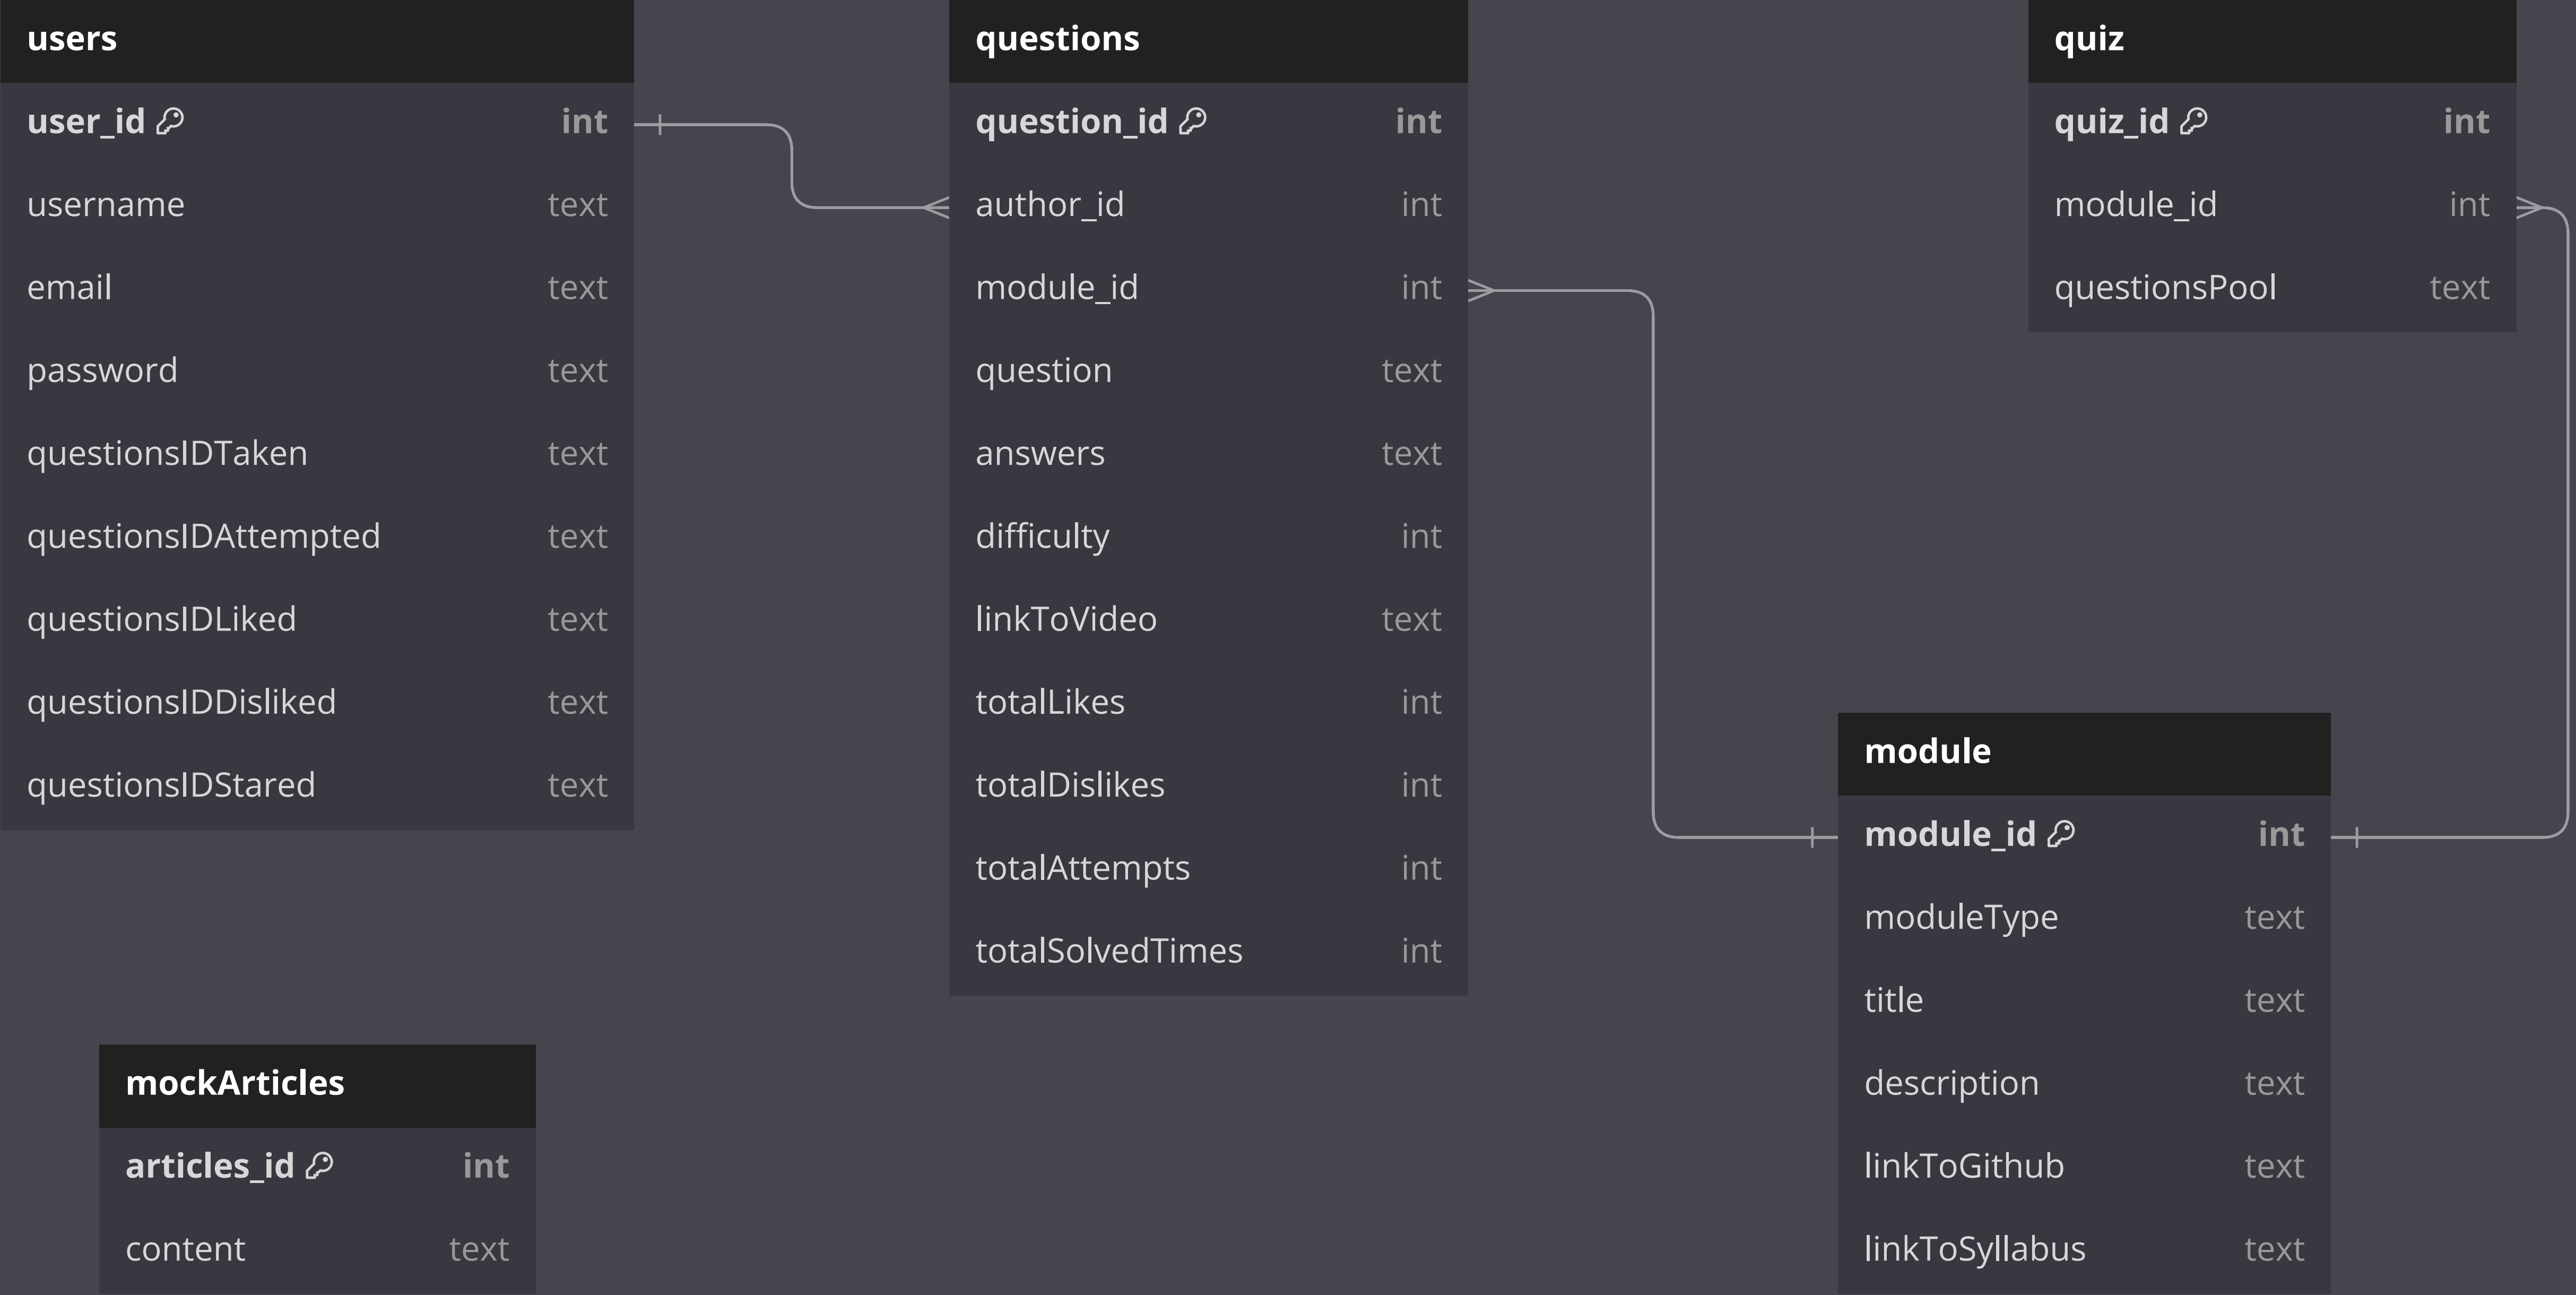 users
user_id int
username text
email text
password text
questionsIDTaken text
questionsIDAttempted text
questionsIDLiked text
questionsIDDisliked text
questionsIDStared text
questions
question_id int
author_id int
module_id int
question text
answers text
difficulty int
linkToVideo text
totalLikes int
totalDislikes int
totalAttempts int
totalSolvedTimes int
quiz
quiz_id int
module_id int
questionsPool text
module
module_id int
moduleType text
title text
description text
linkToGithub text
linkToSyllabus text
mockArticles
articles_id int
content text